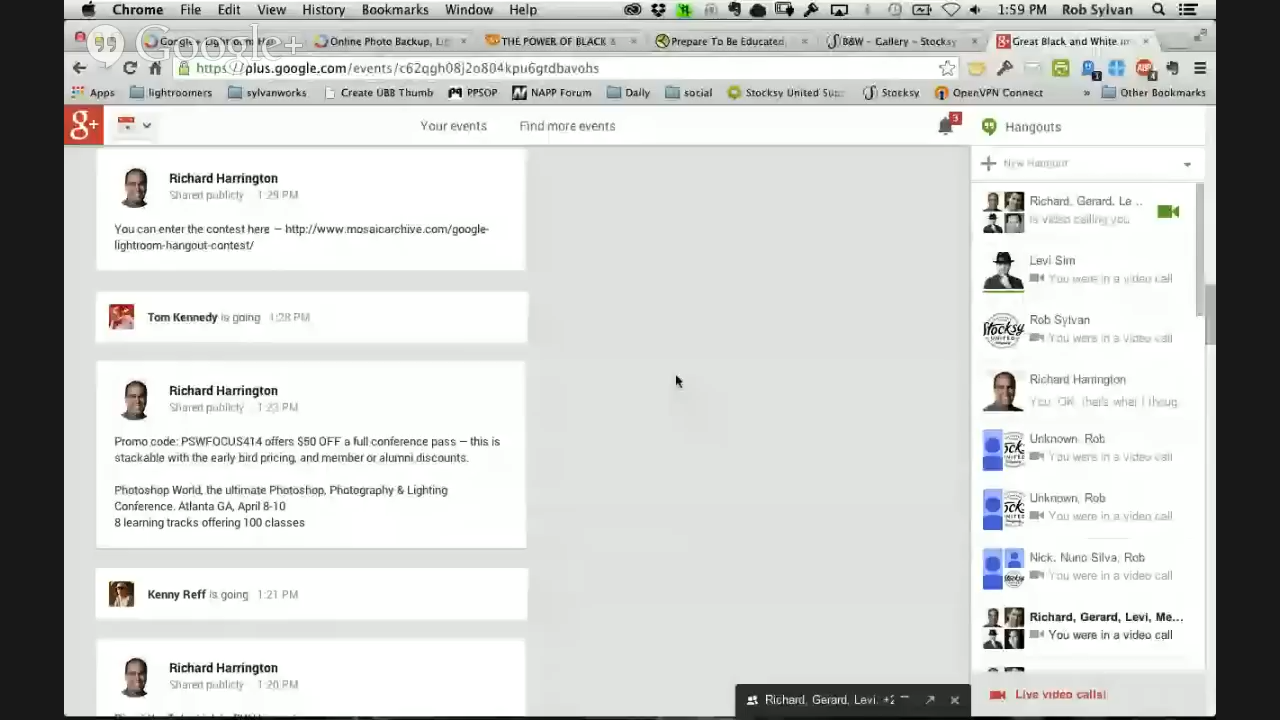 Chrome File Edit View History Bookmarks Window Help 1:59 PM Rob Sylvan
Google+
Online Photo Backup, Lig THE POWER OF BLACK & Prepare To Be Educated, B&W – Gallery – Stocksy Great Black and White im
https://plus.google.com/events/c62qgh08j2o804kpu6gtdbavohs
Apps lightroomers sylvanworks Create UBB Thumb PPSOP NAPP Forum Daily social Stocksy United Sup Stocksy OpenVPN Connect » Other Bookmarks
g+ Your events Find more events 3 Hangouts
New Hangout
Richard Harrington
Shared publicly 1:29 PM
You can enter the contest here – http://www.mosaicarchive.com/google-
lightroom-hangout-contest/
Tom Kennedy is going 1:28 PM
Richard Harrington
Shared publicly 1:23 PM
Promo code: PSWFOCUS414 offers $50 OFF a full conference pass – this is
stackable with the early bird pricing, and member or alumni discounts.
Photoshop World, the ultimate Photoshop, Photography & Lighting
Conference. Atlanta GA, April 8-10
8 learning tracks offering 100 classes
Kenny Reff is going 1:21 PM
Richard Harrington
Shared publicly 1:20 PM
Richard, Gerard, Le ...
is video calling you
Levi Sim
You were in a video call
Rob Sylvan
You were in a video call
Richard Harrington
You: OK, thats what I thoug
Unknown, Rob
You were in a video call
Unknown, Rob
You were in a video call
Nick, Nuno Silva, Rob
You were in a video call
Richard, Gerard, Levi, Me...
You were in a video call
Richard, Gerard, Levi, +2
Live video calls!